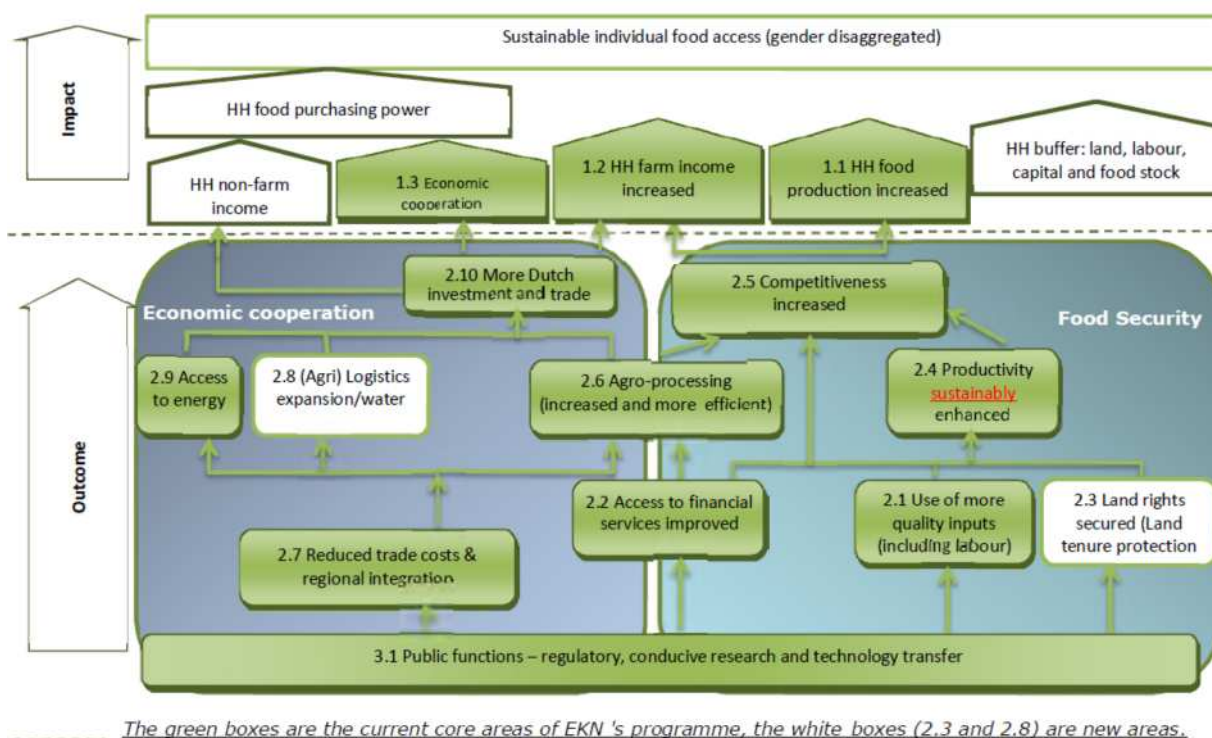 Sustainable individual food access (gender disaggregated)
Impact
HH food purchasing power
HH non-farm
income
1.3 Economic
cooperation
1.2 HH farm income
increased
1.1 HH food
production increased
HH buffer: land, labour,
capital and food stock
Outcome
Economic cooperation
2.10 More Dutch
investment and trade
2.5 Competitiveness
increased
Food Security
2.9 Access
to energy
2.8 (Agri) Logistics
expansion/water
2.6 Agro-processing
(increased and more efficient)
2.4 Productivity
sustainably
enhanced
2.7 Reduced trade costs &
regional integration
2.2 Access to financial
services improved
2.1 Use of more
quality inputs
(including labour)
2.3 Land rights
secured (Land
tenure protection
3.1 Public functions – regulatory, conducive research and technology transfer
The green boxes are the current core areas of EKN 's programme, the white boxes (2.3 and 2.8) are new areas.